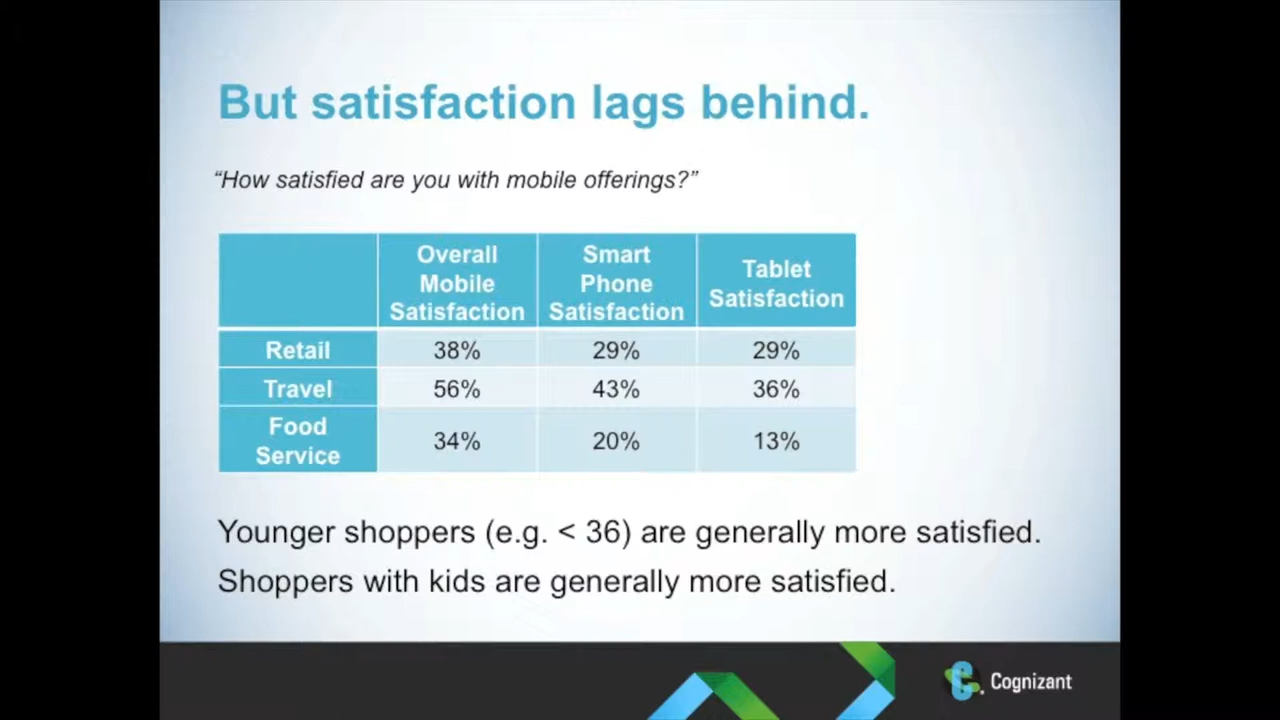 But satisfaction lags behind.
“How satisfied are you with mobile offerings?”
Overall Mobile Satisfaction
Smart Phone Satisfaction
Tablet Satisfaction
Retail 38% 29% 29%
Travel 56% 43% 36%
Food Service 34% 20% 13%
Younger shoppers (e.g. < 36) are generally more satisfied.
Shoppers with kids are generally more satisfied.
Cognizant